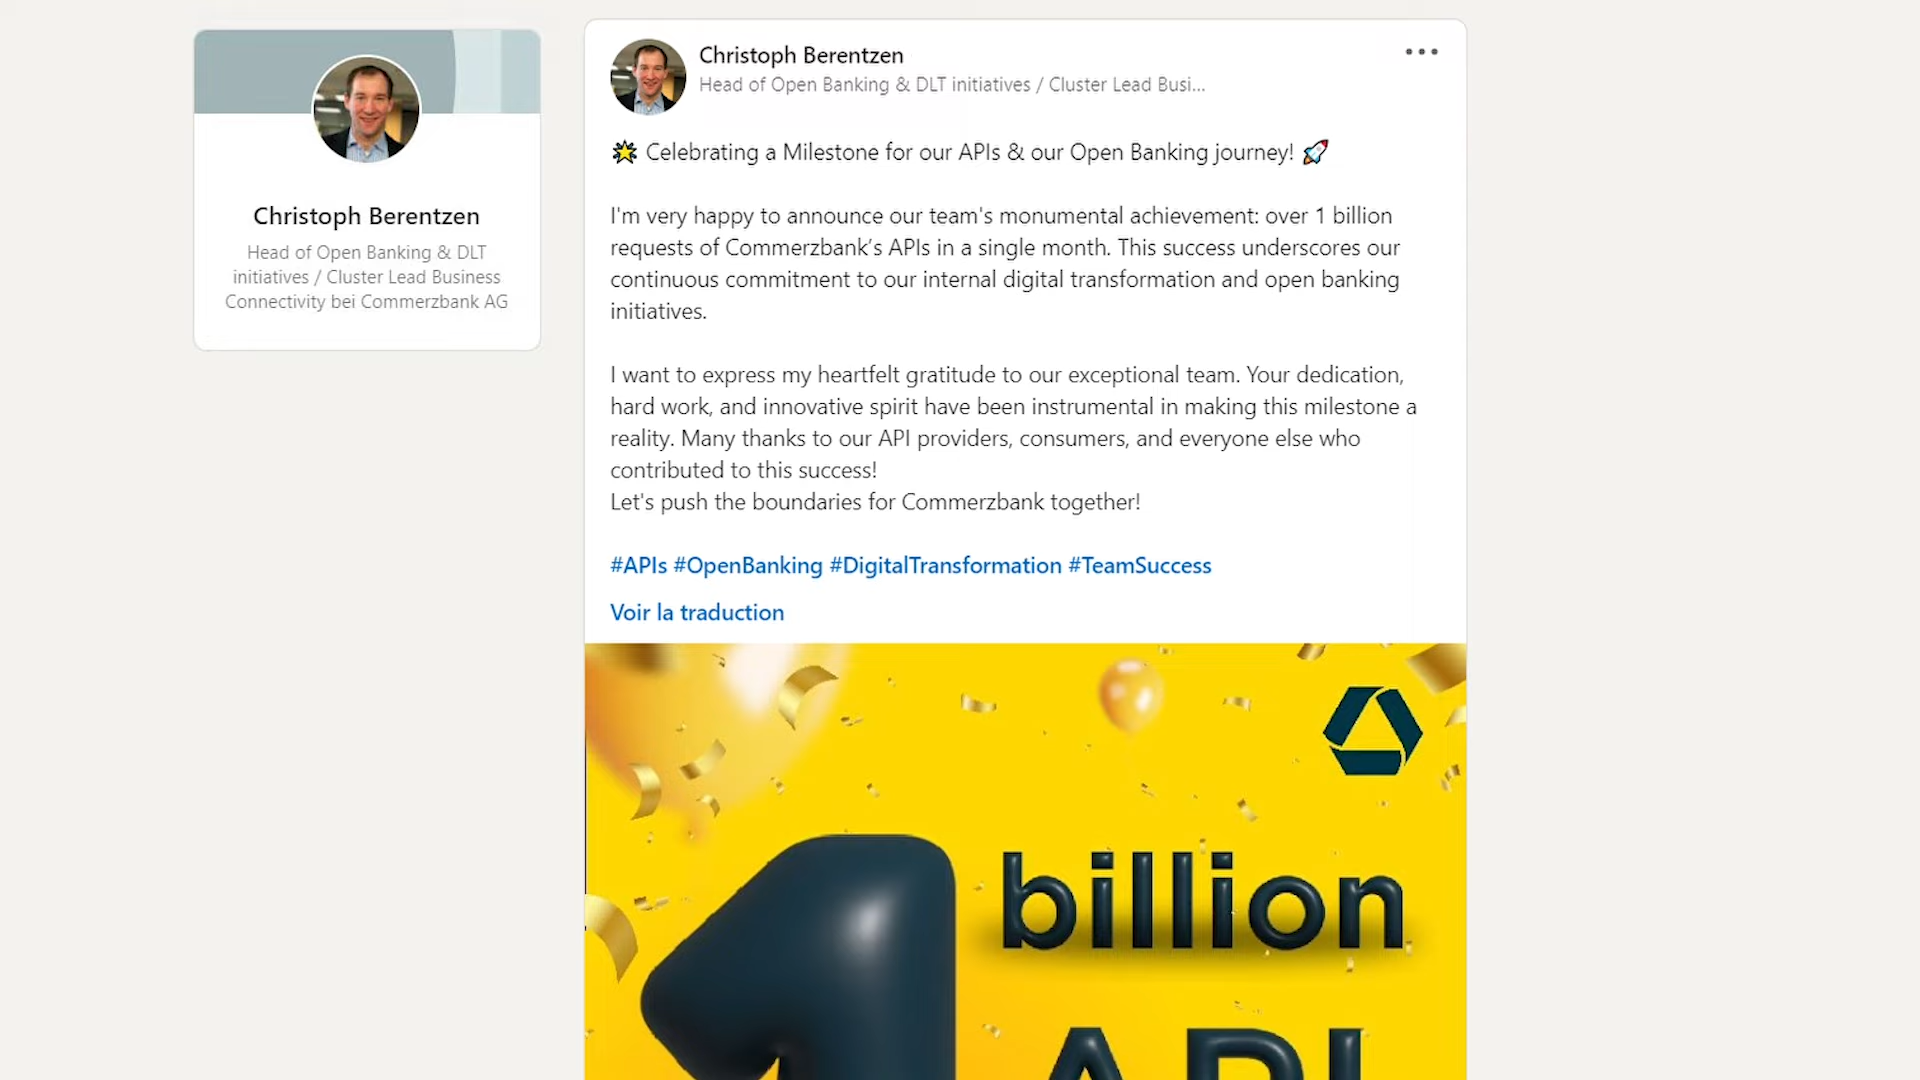 Christoph Berentzen
Head of Open Banking & DLT
initiatives / Cluster Lead Business
Connectivity bei Commerzbank AG
Christoph Berentzen
Head of Open Banking & DLT initiatives / Cluster Lead Busi...
🌟 Celebrating a Milestone for our APIs & our Open Banking journey! 🚀
I'm very happy to announce our team's monumental achievement: over 1 billion
requests of Commerzbank’s APIs in a single month. This success underscores our
continuous commitment to our internal digital transformation and open banking
initiatives.
I want to express my heartfelt gratitude to our exceptional team. Your dedication,
hard work, and innovative spirit have been instrumental in making this milestone a
reality. Many thanks to our API providers, consumers, and everyone else who
contributed to this success!
Let's push the boundaries for Commerzbank together!
#APIs #OpenBanking #DigitalTransformation #TeamSuccess
Voir la traduction
1 billion
API